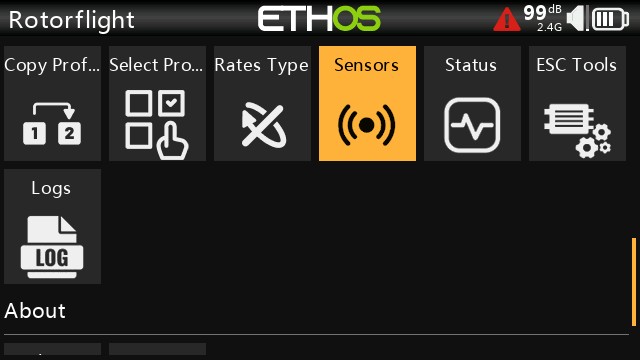 Rotorflight
ETHOS
99 dB
2.4G
Copy Prof...
Select Pro...
Rates Type
Sensors
Status
ESC Tools
1 2
Logs
LOG
About